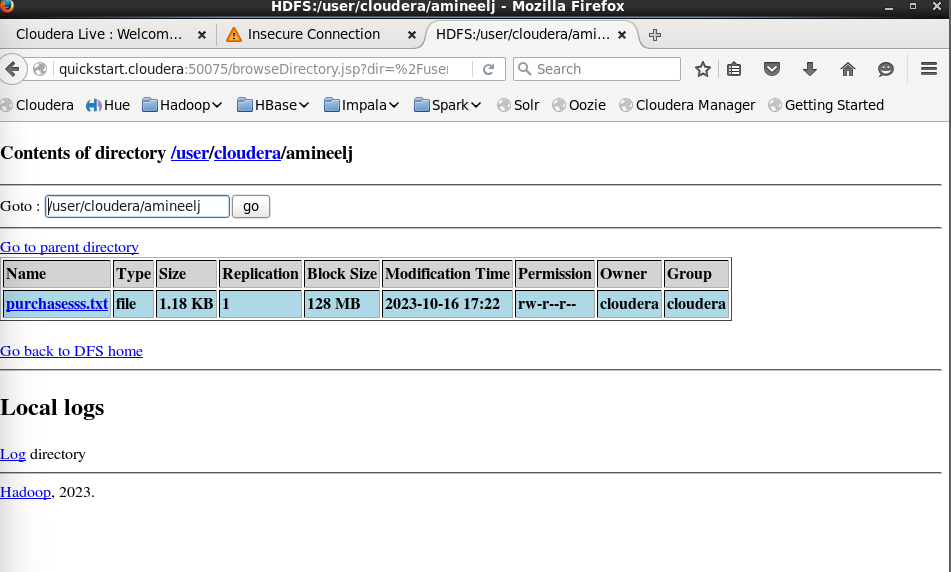 HDFS:/user/cloudera/amineelj - Mozilla Firefox
Cloudera Live : Welcom... Insecure Connection HDFS:/user/cloudera/ami...
quickstart.cloudera:50075/browseDirectory.jsp?dir=%2Fuser Search
Cloudera Hue Hadoop HBase Impala Spark Solr Oozie Cloudera Manager Getting Started
Contents of directory /user/cloudera/amineelj
Goto : /user/cloudera/amineelj go
Go to parent directory
Name Type Size Replication Block Size Modification Time Permission Owner Group
purchasesss.txt file 1.18 KB 1 128 MB 2023-10-16 17:22 rw-r--r-- cloudera cloudera
Go back to DFS home
Local logs
Log directory
Hadoop, 2023.